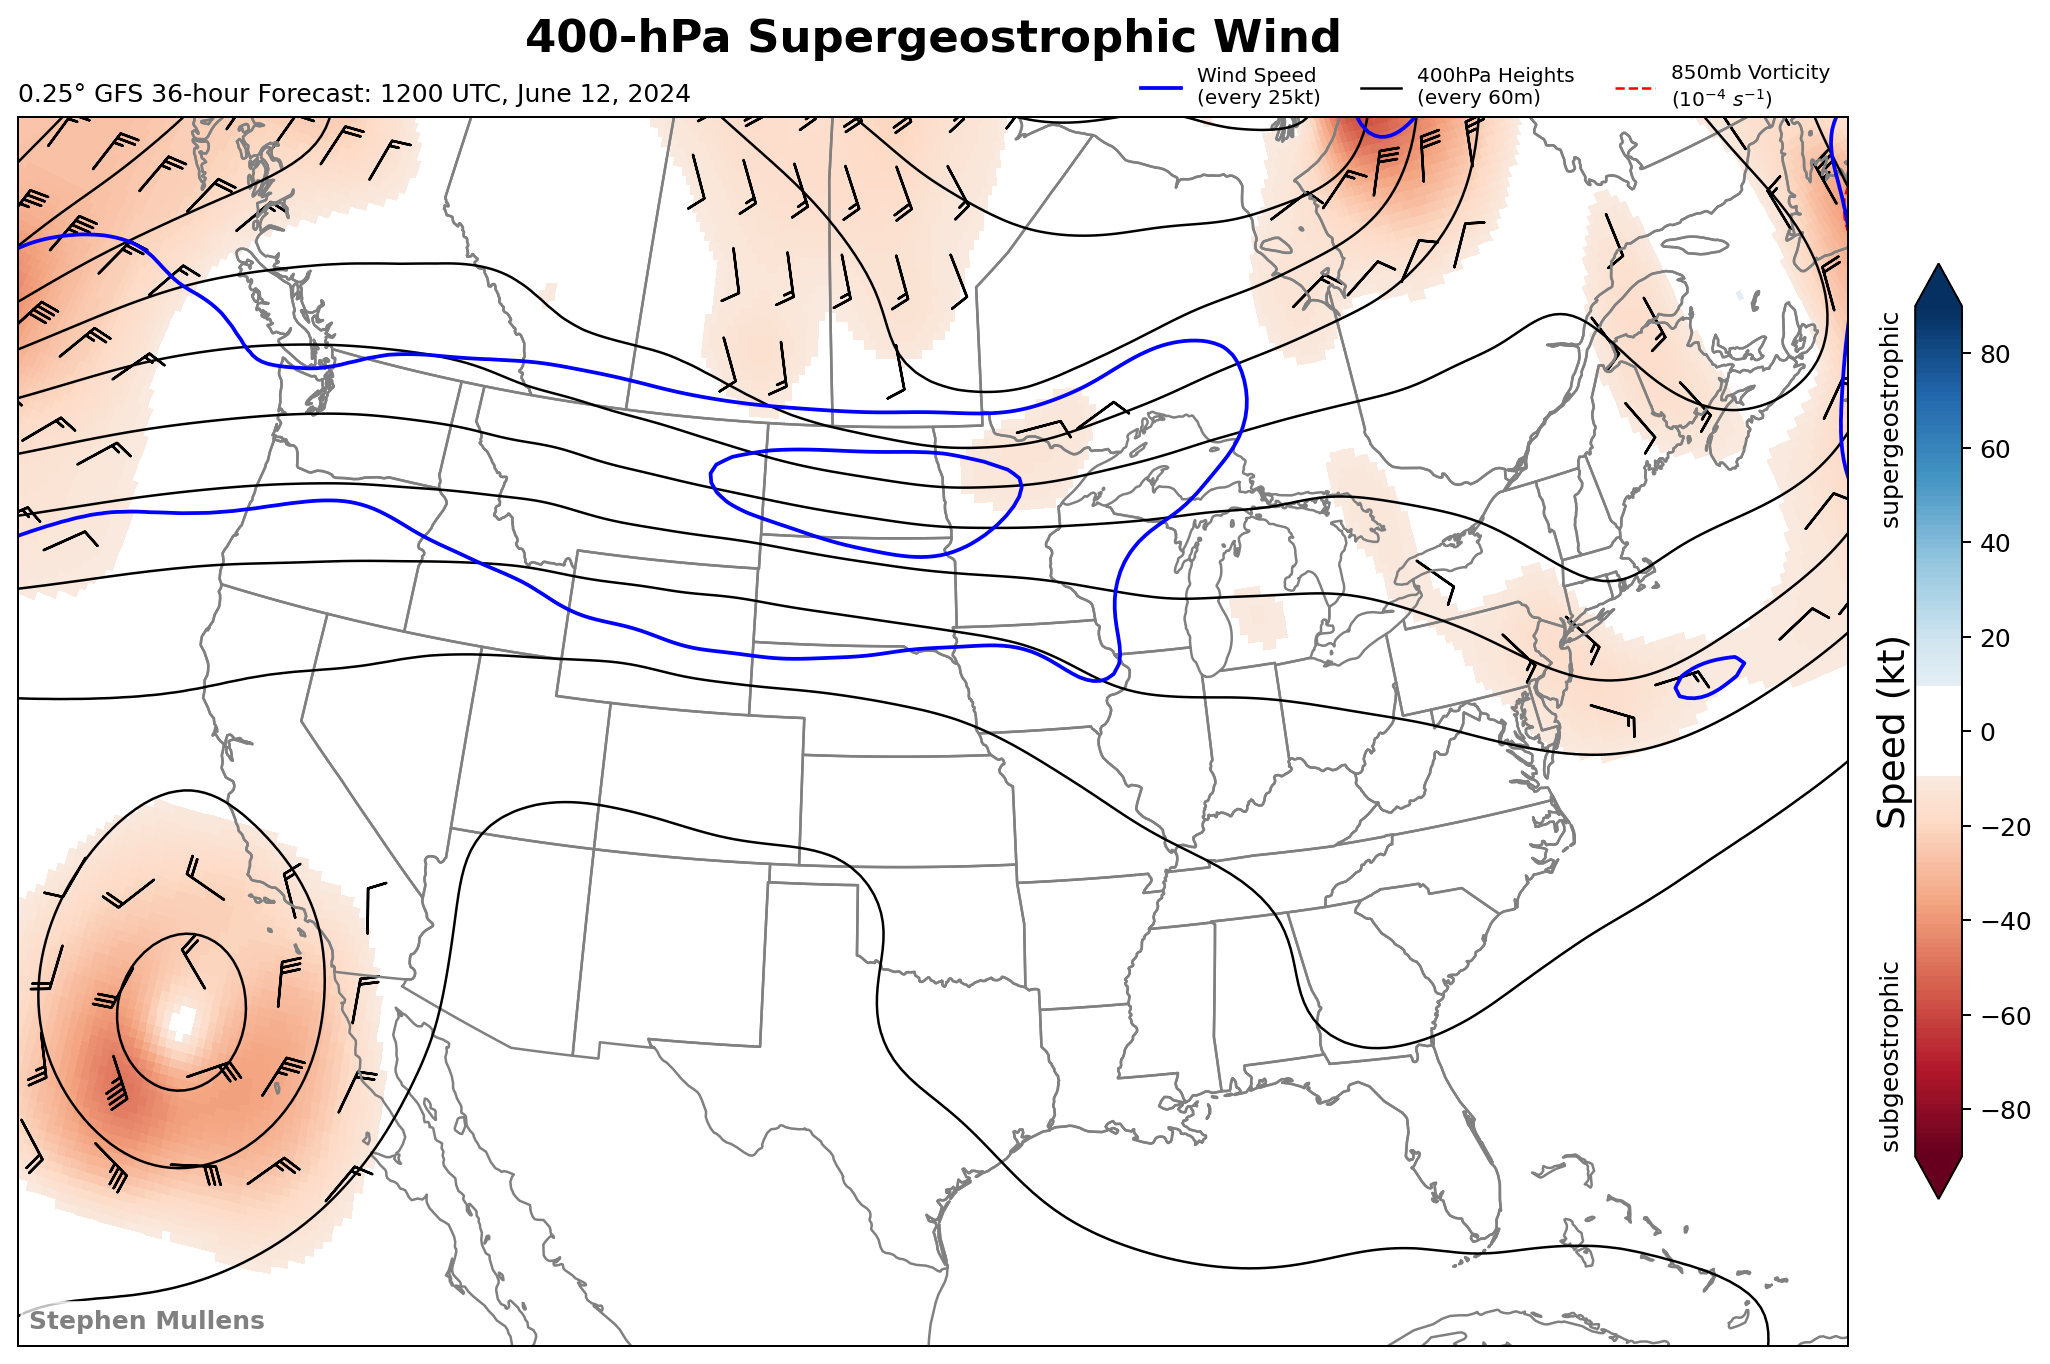 400-hPa Supergeostrophic Wind
0.25° GFS 36-hour Forecast: 1200 UTC, June 12, 2024
Wind Speed
(every 25kt)
400hPa Heights
(every 60m)
850mb Vorticity
(10⁻⁴ s⁻¹)
supergeostrophic
Speed (kt)
subgeostrophic
80
60
40
20
0
−20
−40
−60
−80
Stephen Mullens